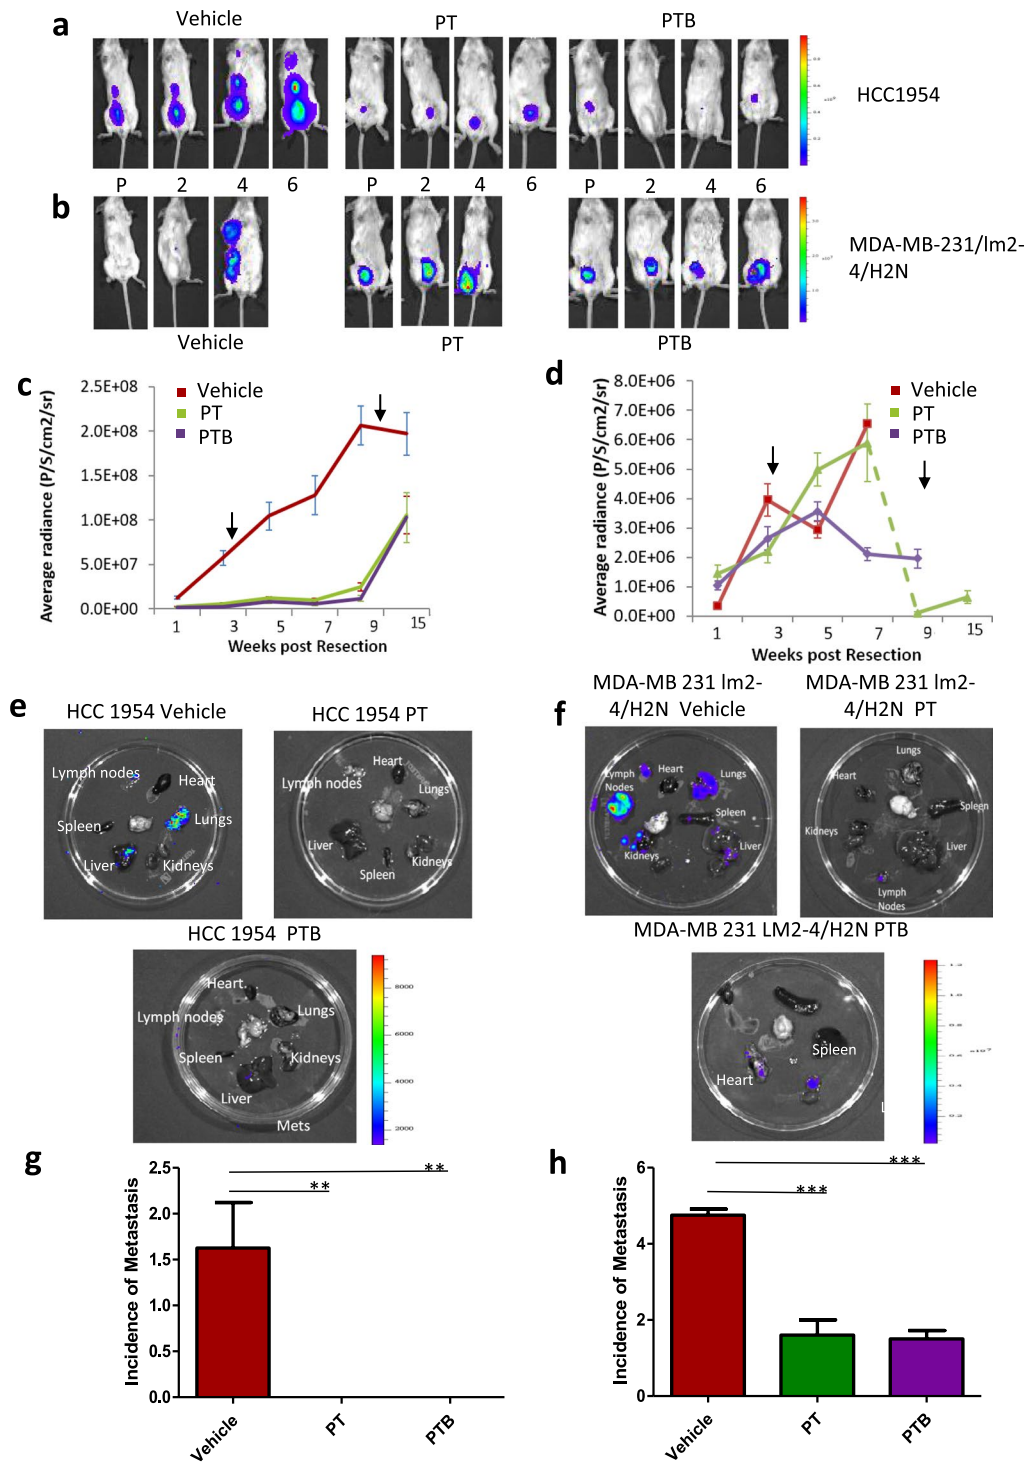 a
Vehicle
PT
PTB
HCC1954
P 2 4 6
P 2 4 6
P 2 4 6
b
MDA-MB-231/lm2-
4/H2N
Vehicle
PT
PTB
c
Average radiance (P/S/cm2/sr)
2.5E+08
2.0E+08
1.5E+08
1.0E+08
5.0E+07
0.0E+00
Vehicle
PT
PTB
1 3 5 7 9 15
Weeks post Resection
d
Average radiance (P/S/cm2/sr)
8.0E+06
7.0E+06
6.0E+06
5.0E+06
4.0E+06
3.0E+06
2.0E+06
1.0E+06
0.0E+00
Vehicle
PT
PTB
1 3 5 7 9 15
Weeks post Resection
e
HCC 1954 Vehicle
Lymph nodes
Heart
Spleen
Lungs
Liver
Kidneys
HCC 1954 PT
Heart
Lymph nodes
Lungs
Liver
Kidneys
Spleen
HCC 1954 PTB
Heart
Lymph nodes
Lungs
Spleen
Kidneys
Liver
Mets
8000
6000
4000
2000
f
MDA-MB 231 lm2-
4/H2N Vehicle
Lymph
Nodes
Heart
Lungs
Spleen
Kidneys
Liver
MDA-MB 231 lm2-
4/H2N PT
Lungs
Heart
Spleen
Kidneys
Liver
Lymph
Nodes
MDA-MB 231 LM2-4/H2N PTB
Spleen
Heart
L
g
Incidence of Metastasis
2.5
2.0
1.5
1.0
0.5
0.0
**
**
Vehicle
PT
PTB
h
Incidence of Metastasis
6
4
2
0
***
***
Vehicle
PT
PTB